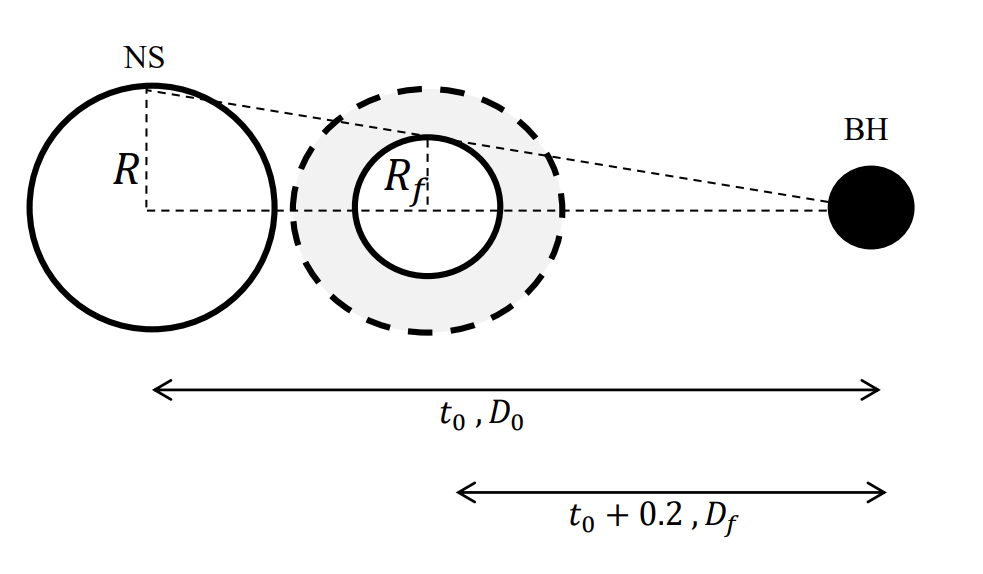 NS
BH
R
R_f
t_0 , D_0
t_0 + 0.2 , D_f